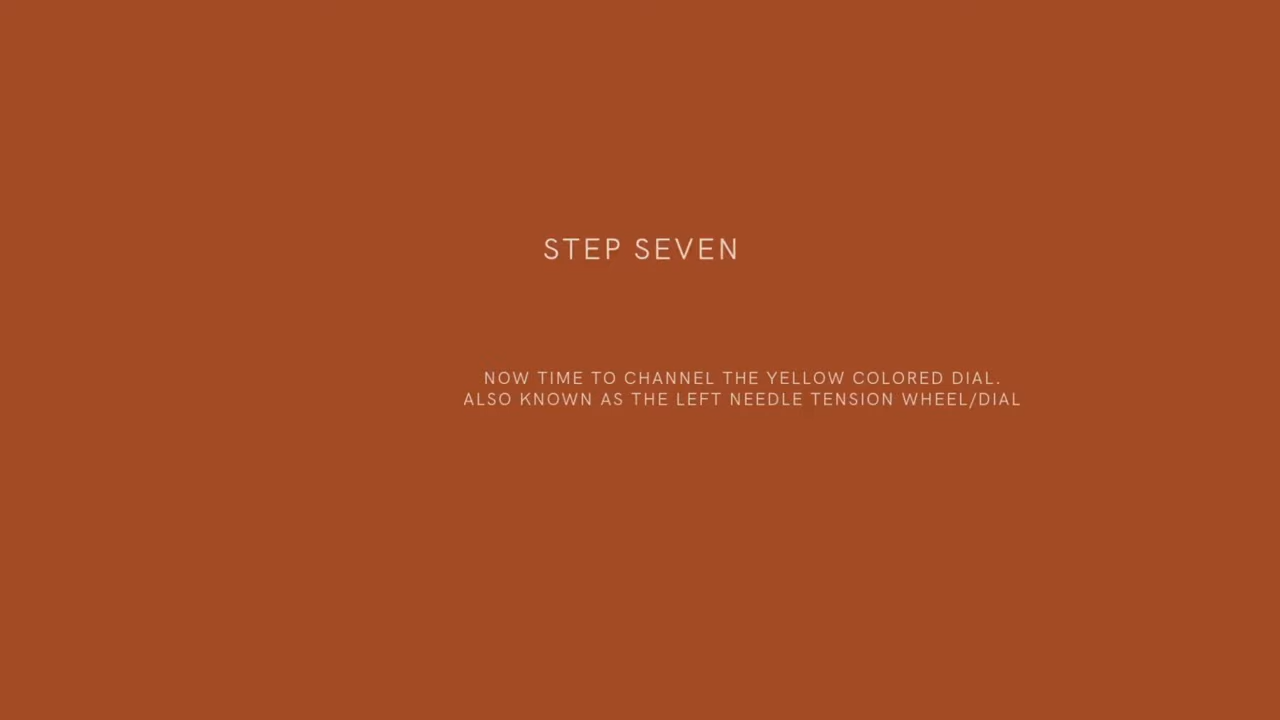 STEP SEVEN
NOW TIME TO CHANNEL THE YELLOW COLORED DIAL.
ALSO KNOWN AS THE LEFT NEEDLE TENSION WHEEL/DIAL